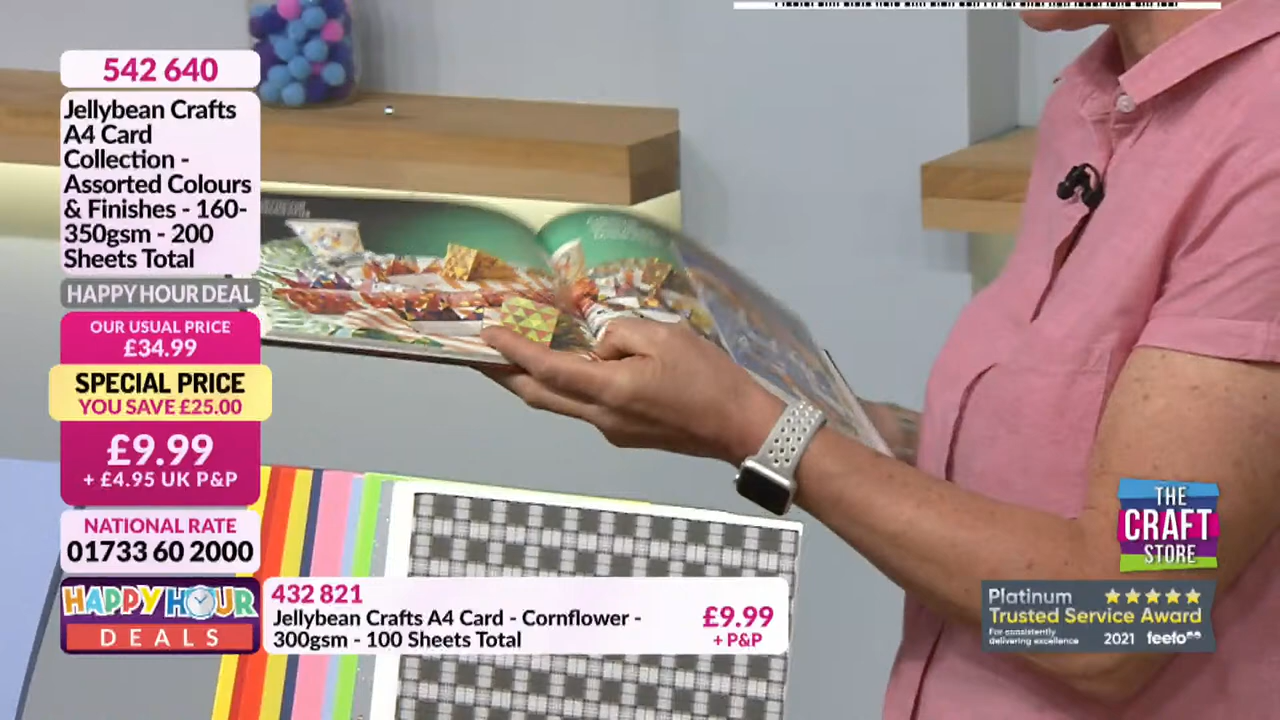 542 640
Jellybean Crafts
A4 Card
Collection -
Assorted Colours
& Finishes - 160-
350gsm - 200
Sheets Total
HAPPY HOUR DEAL
OUR USUAL PRICE
£34.99
SPECIAL PRICE
YOU SAVE £25.00
£9.99
+ £4.95 UK P&P
NATIONAL RATE
01733 60 2000
HAPPY HOUR
DEALS
432 821
Jellybean Crafts A4 Card - Cornflower -
300gsm - 100 Sheets Total
£9.99
+ P&P
THE
CRAFT
STORE
Platinum
Trusted Service Award
For consistently
delivering excellence
2021 feefo